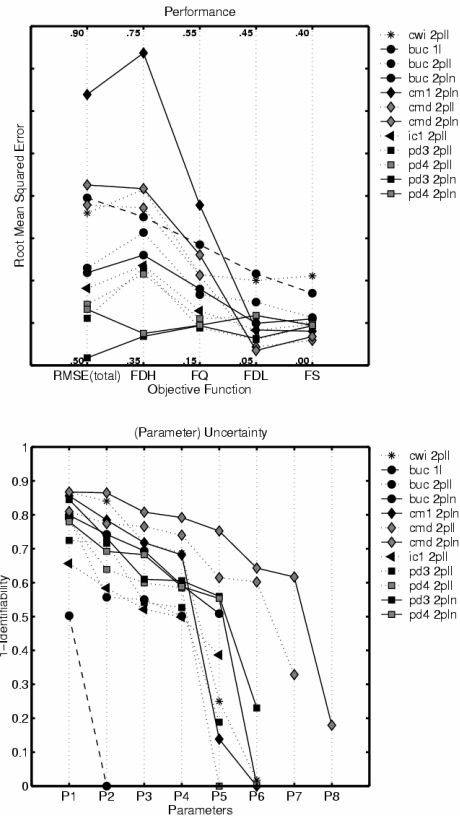 Performance
.90 .75 .55 .45 .40
Root Mean Squared Error
.50 .35 .15 .05 .00
RMSE(total) FDH FQ FDL FS
Objective Function
cwi 2pll
buc 1l
buc 2pll
buc 2pln
cm1 2pln
cmd 2pll
cmd 2pln
ic1 2pll
pd3 2pll
pd4 2pll
pd3 2pln
pd4 2pln
(Parameter) Uncertainty
1
0.9
0.8
0.7
0.6
0.5
0.4
0.3
0.2
0.1
0
1-Identifiability
P1 P2 P3 P4 P5 P6 P7 P8
Parameters
cwi 2pll
buc 1l
buc 2pll
buc 2pln
cm1 2pln
cmd 2pll
cmd 2pln
ic1 2pll
pd3 2pll
pd4 2pll
pd3 2pln
pd4 2pln